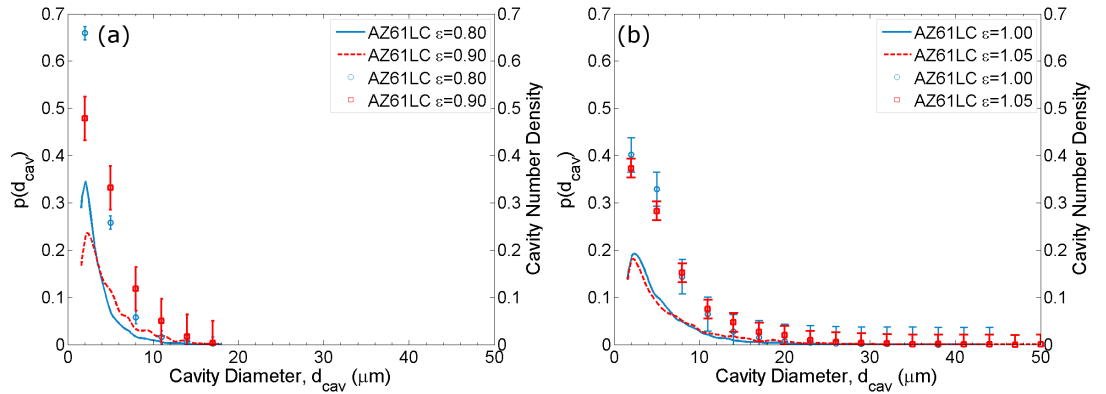 (a)
AZ61LC ε=0.80
AZ61LC ε=0.90
AZ61LC ε=0.80
AZ61LC ε=0.90
0.7
0.6
0.5
0.4
0.3
0.2
0.1
0
p(d_cav)
0.7
0.6
0.5
0.4
0.3
0.2
0.1
0
Cavity Number Density
0 10 20 30 40 50
Cavity Diameter, d_cav (μm)
(b)
AZ61LC ε=1.00
AZ61LC ε=1.05
AZ61LC ε=1.00
AZ61LC ε=1.05
0.7
0.6
0.5
0.4
0.3
0.2
0.1
0
p(d_cav)
0.7
0.6
0.5
0.4
0.3
0.2
0.1
0
Cavity Number Density
0 10 20 30 40 50
Cavity Diameter, d_cav (μm)